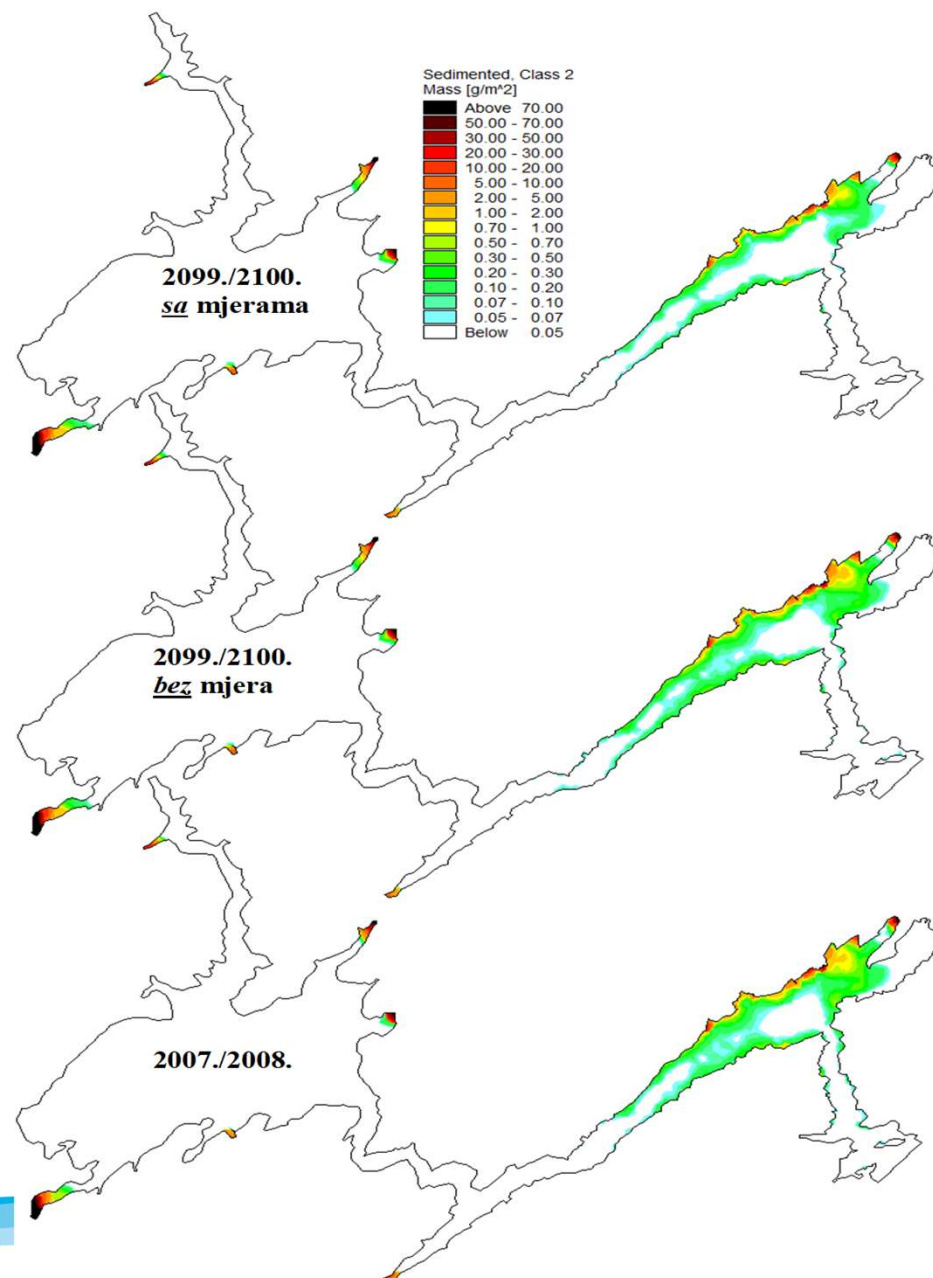 Sedimented, Class 2
Mass [g/m^2]
Above 70.00
50.00 - 70.00
30.00 - 50.00
20.00 - 30.00
10.00 - 20.00
5.00 - 10.00
2.00 - 5.00
1.00 - 2.00
0.70 - 1.00
0.50 - 0.70
0.30 - 0.50
0.20 - 0.30
0.10 - 0.20
0.07 - 0.10
0.05 - 0.07
Below 0.05
2099./2100.
sa mjerama
2099./2100.
bez mjera
2007./2008.